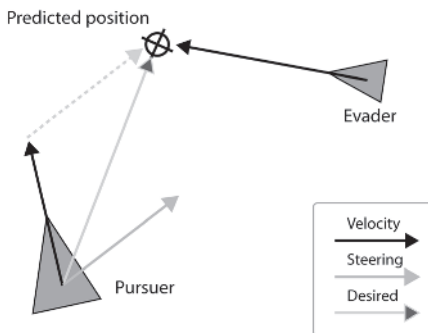 Predicted position
Evader
Pursuer
Velocity
Steering
Desired